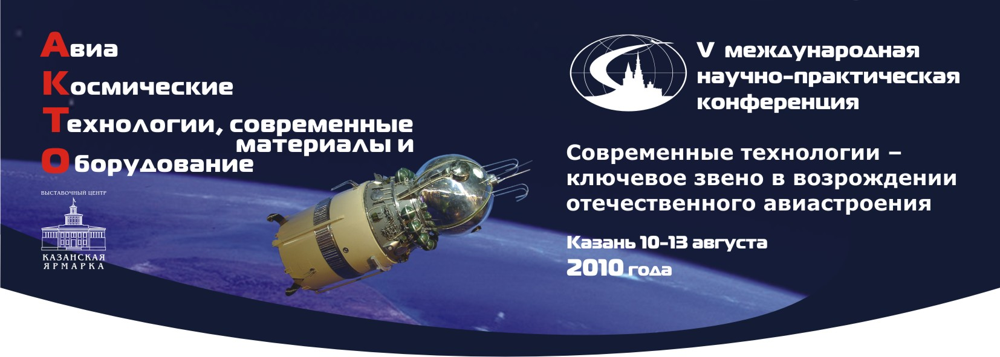 Авиа
Космические
Технологии, современные
материалы и
Оборудование
ВЫСТАВОЧНЫЙ ЦЕНТР
КАЗАНСКАЯ
ЯРМАРКА
V международная
научно-практическая
конференция
Современные технологии –
ключевое звено в возрождении
отечественного авиастроения
Казань 10-13 августа
2010 года